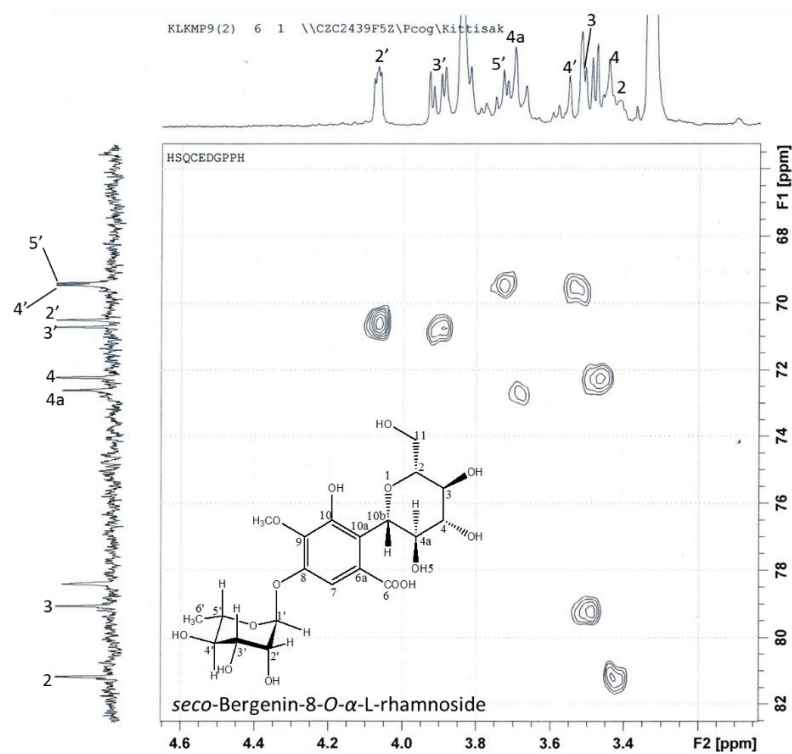 KLKMP9(2) 6 1 \\CZC2439F5Z\Pcog\Kittisak
2' 3' 5' 4a 4' 3 4 2
HSQCEDGPPH
5'
4'
2'
3'
4
4a
3
2
F1 [ppm]
68
70
72
74
76
78
80
82
HO
11
2
OH
1
3
OH
10
H
10b
4
OH
H₃CO
9
10a
4a
H
OH5
8
7
6a
COOH
6
O
H
6'
H₃C
5'
O
1'
H
HO
4'
H
3'
2'
H
H
HO
OH
seco-Bergenin-8-O-α-L-rhamnoside
4.6 4.4 4.2 4.0 3.8 3.6 3.4 F2 [ppm]